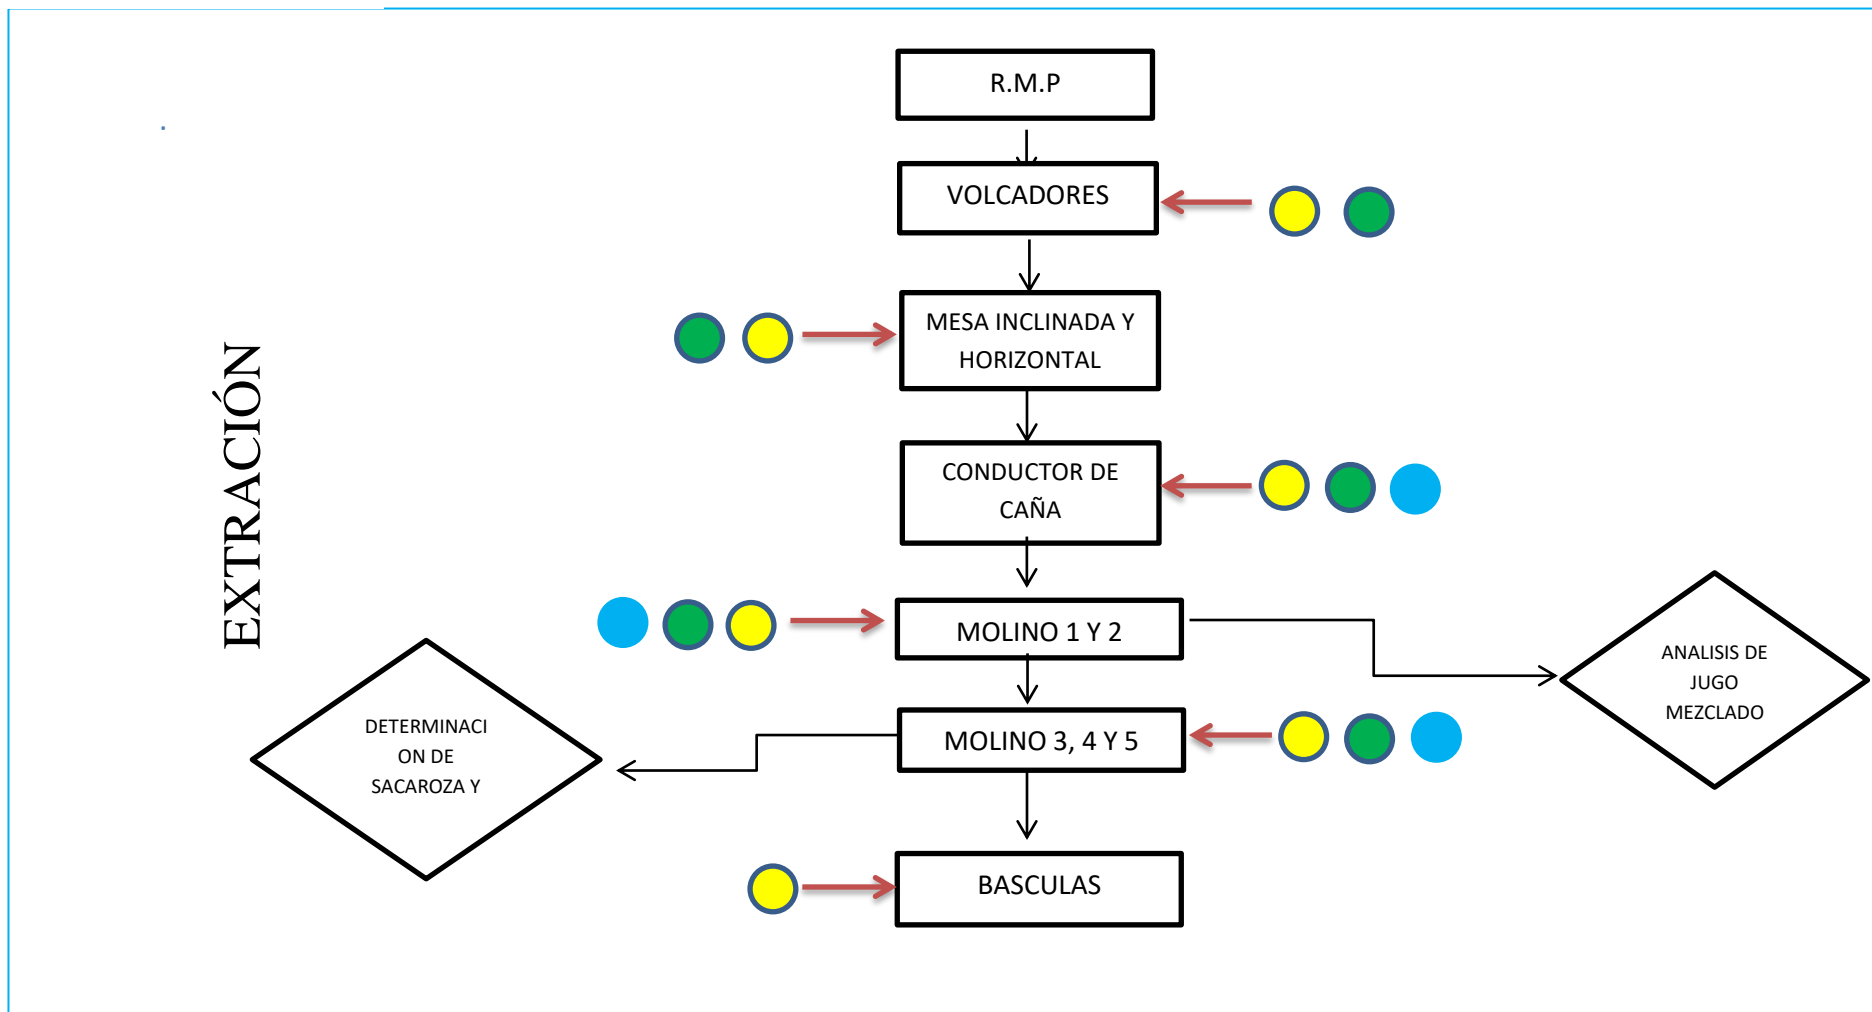 R.M.P
VOLCADORES
MESA INCLINADA Y
HORIZONTAL
CONDUCTOR DE
CAÑA
EXTRACIÓN
MOLINO 1 Y 2
ANALISIS DE
JUGO
MEZCLADO
MOLINO 3, 4 Y 5
DETERMINACI
ON DE
SACAROZA Y
BASCULAS